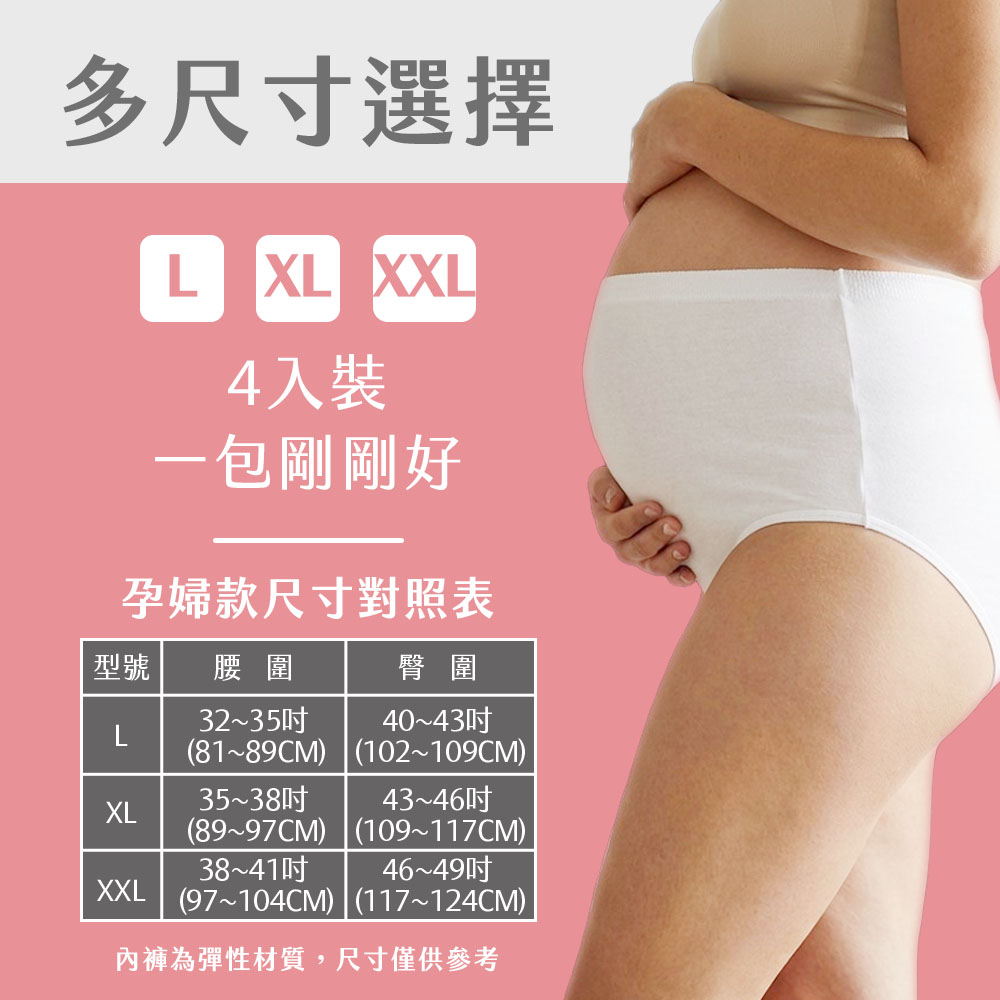 多尺寸選擇
L XL XXL
4入裝
一包剛剛好
孕婦款尺寸對照表
型號 腰圍 臀圍
L 32~35吋 (81~89CM) 40~43吋 (102~109CM)
XL 35~38吋 (89~97CM) 43~46吋 (109~117CM)
XXL 38~41吋 (97~104CM) 46~49吋 (117~124CM)
內褲為彈性材質，尺寸僅供參考